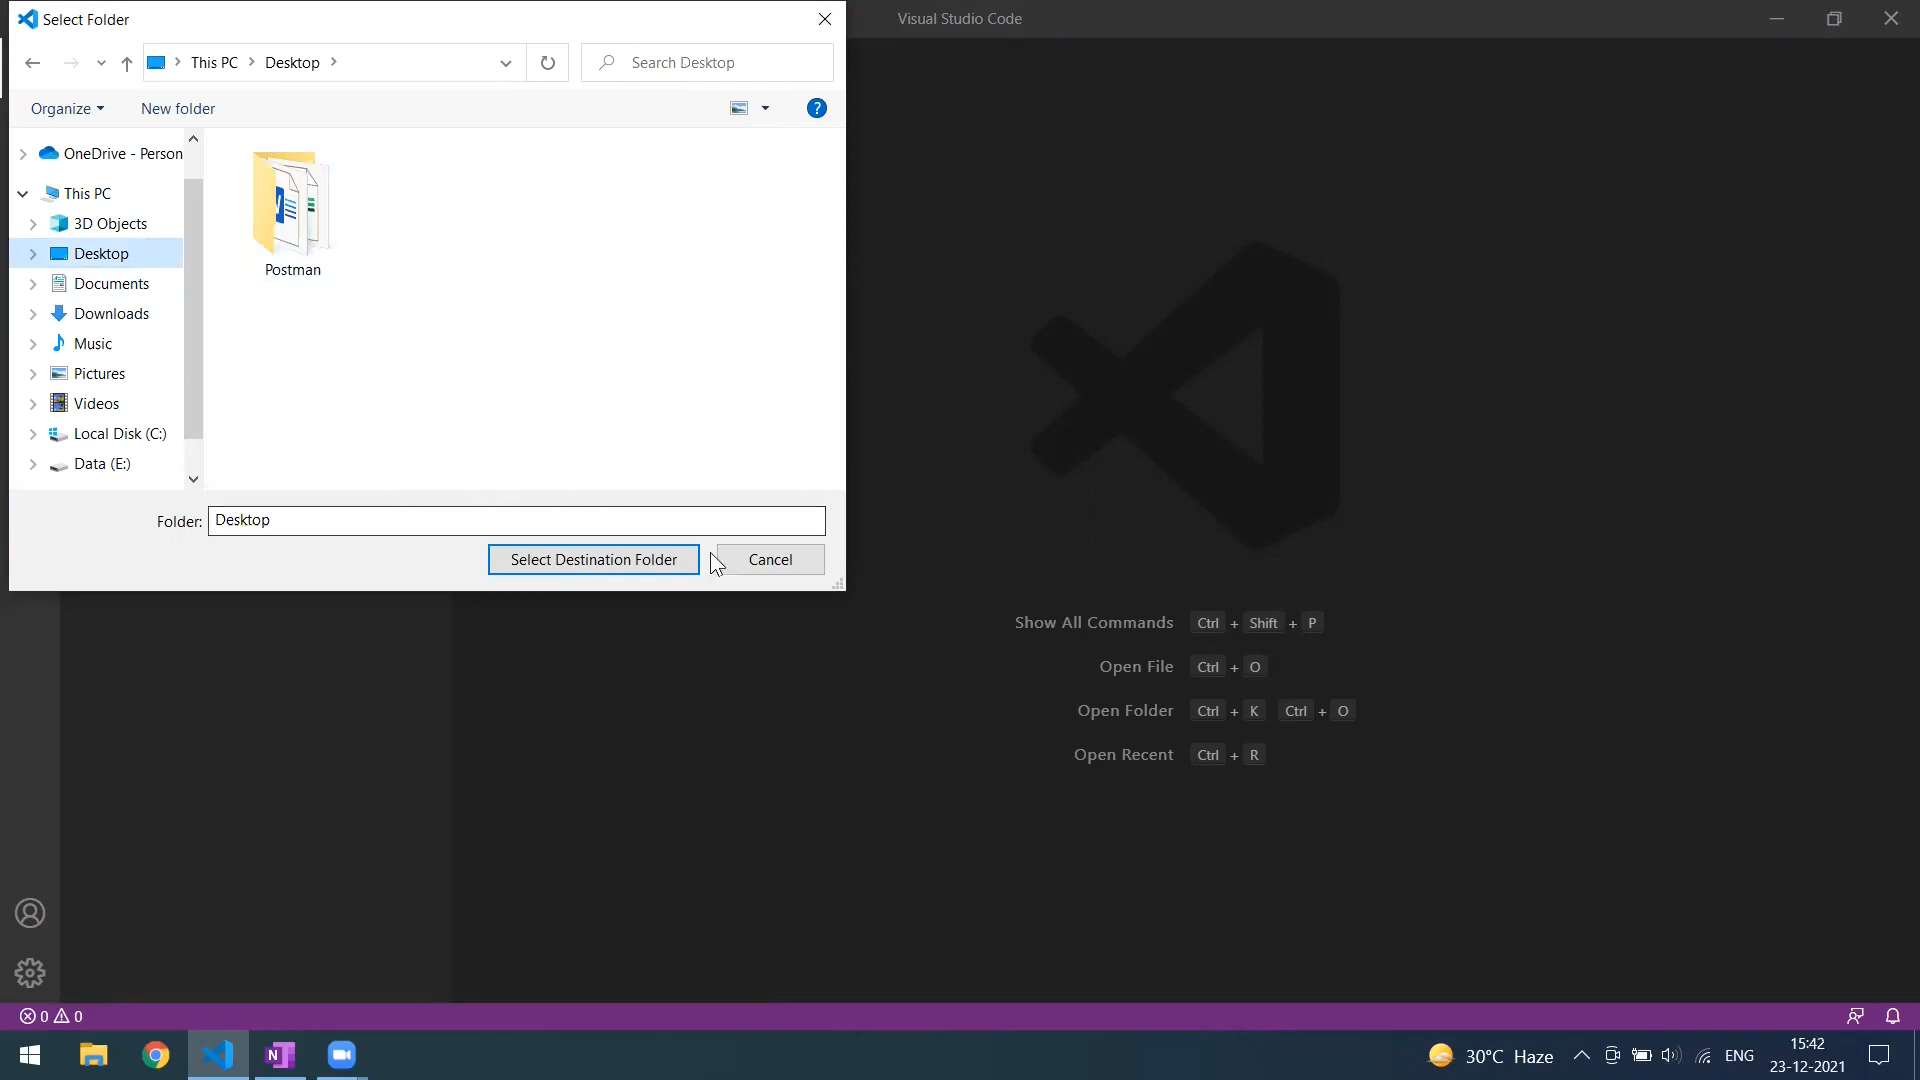 Select Folder
Visual Studio Code
This PC
Desktop
Search Desktop
Organize
New folder
?
OneDrive - Person
This PC
3D Objects
Desktop
Documents
Downloads
Music
Pictures
Videos
Local Disk (C:)
Data (E:)
Postman
Folder:
Desktop
Select Destination Folder
Cancel
Show All Commands Ctrl + Shift + P
Open File Ctrl + O
Open Folder Ctrl + K Ctrl + O
Open Recent Ctrl + R
0 0
N
30°C Haze
ENG
15:42
23-12-2021